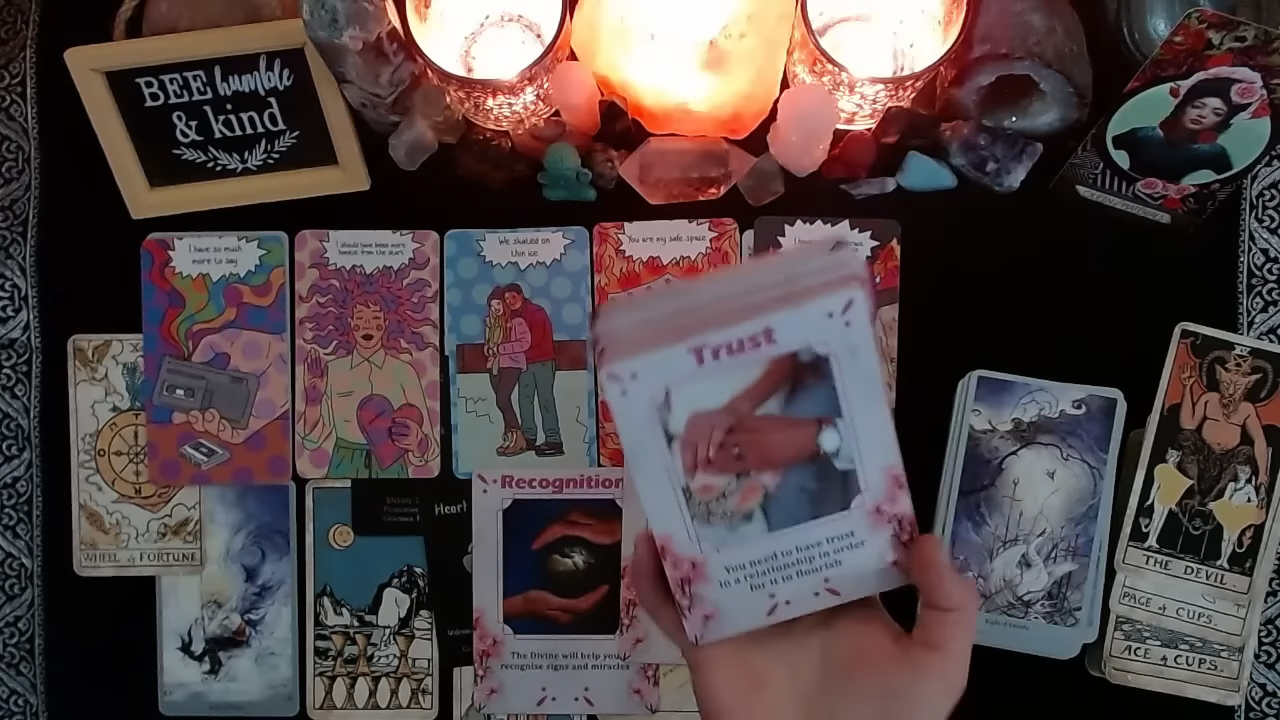 BEE humble
& kind
I have so much
more to say
I should have been more
honest from the start
We skated on
thin ice
You are my safe space
Trust
You need to have trust
in a relationship in order
for it to flourish
WHEEL of FORTUNE
Heart
Recognition
The Divine will help you
recognise signs and miracles
THE DEVIL.
PAGE of CUPS.
ACE of CUPS.